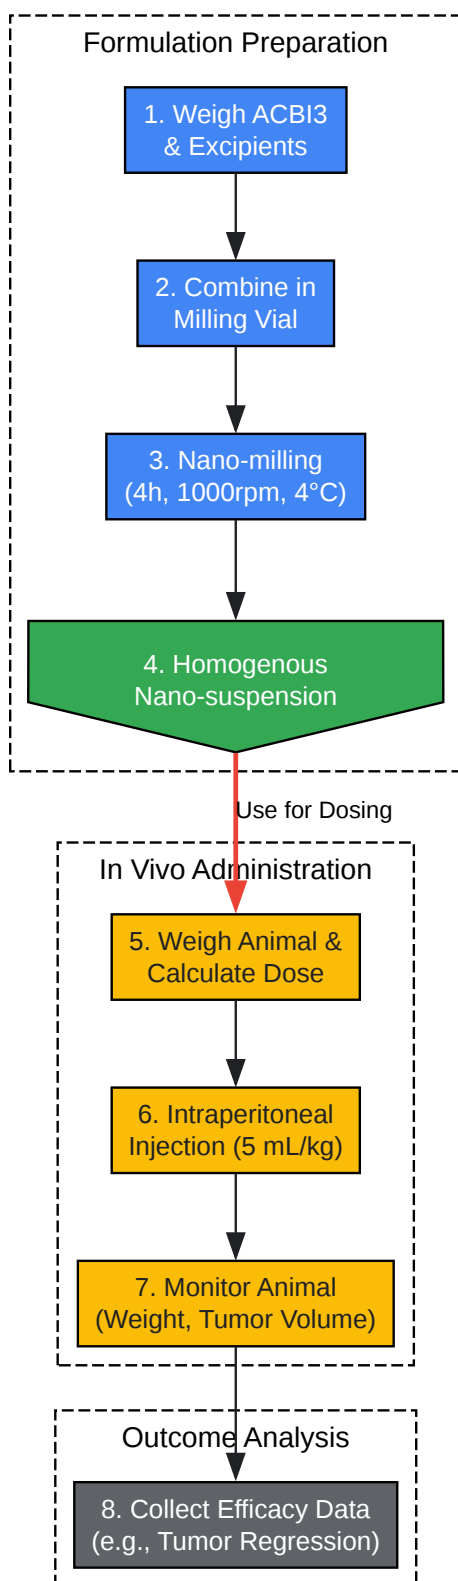 Formulation Preparation
1. Weigh ACBI3
& Excipients
2. Combine in
Milling Vial
3. Nano-milling
(4h, 1000rpm, 4°C)
4. Homogenous
Nano-suspension
Use for Dosing
In Vivo Administration
5. Weigh Animal &
Calculate Dose
6. Intraperitoneal
Injection (5 mL/kg)
7. Monitor Animal
(Weight, Tumor Volume)
Outcome Analysis
8. Collect Efficacy Data
(e.g., Tumor Regression)